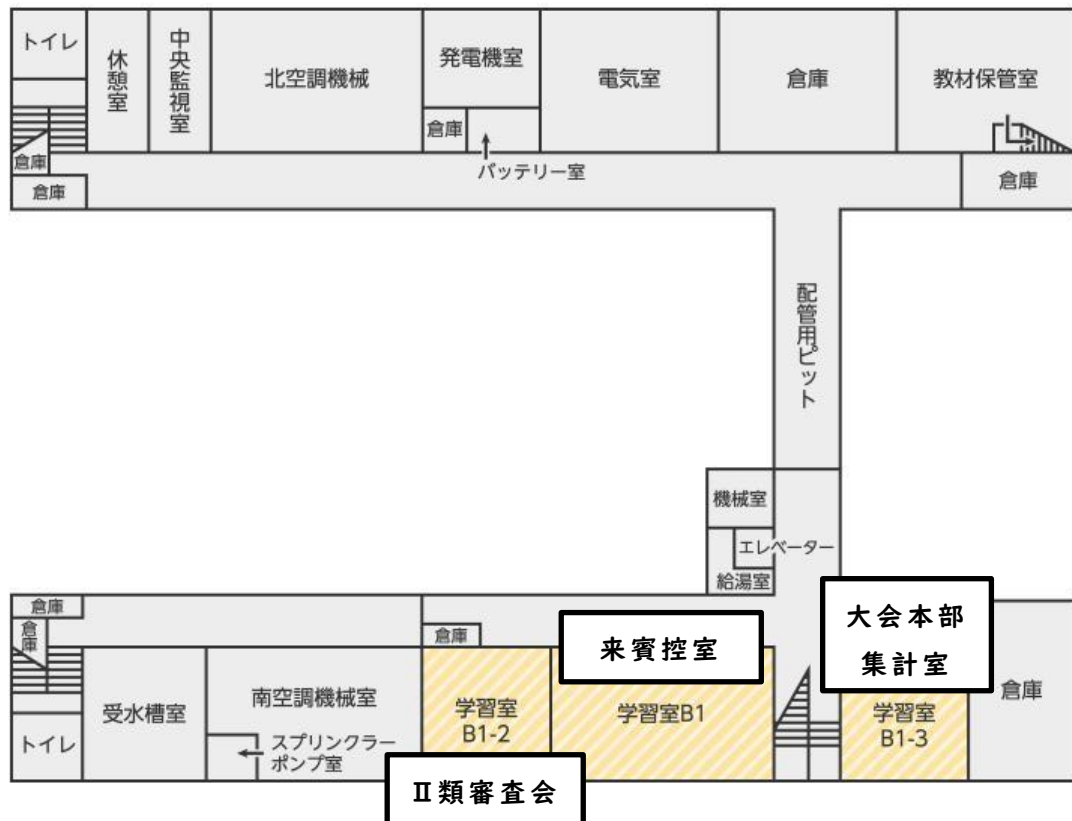 トイレ
休憩室
中央監視室
北空調機械
発電機室
倉庫
バッテリー室
電気室
倉庫
教材保管室
倉庫
倉庫
倉庫
配管用ピット
機械室
エレベーター
給湯室
倉庫
倉庫
倉庫
来賓控室
大会本部
集計室
倉庫
トイレ
受水槽室
南空調機械室
スプリンクラー
ポンプ室
学習室
B1-2
学習室B1
学習室
B1-3
Ⅱ類審査会